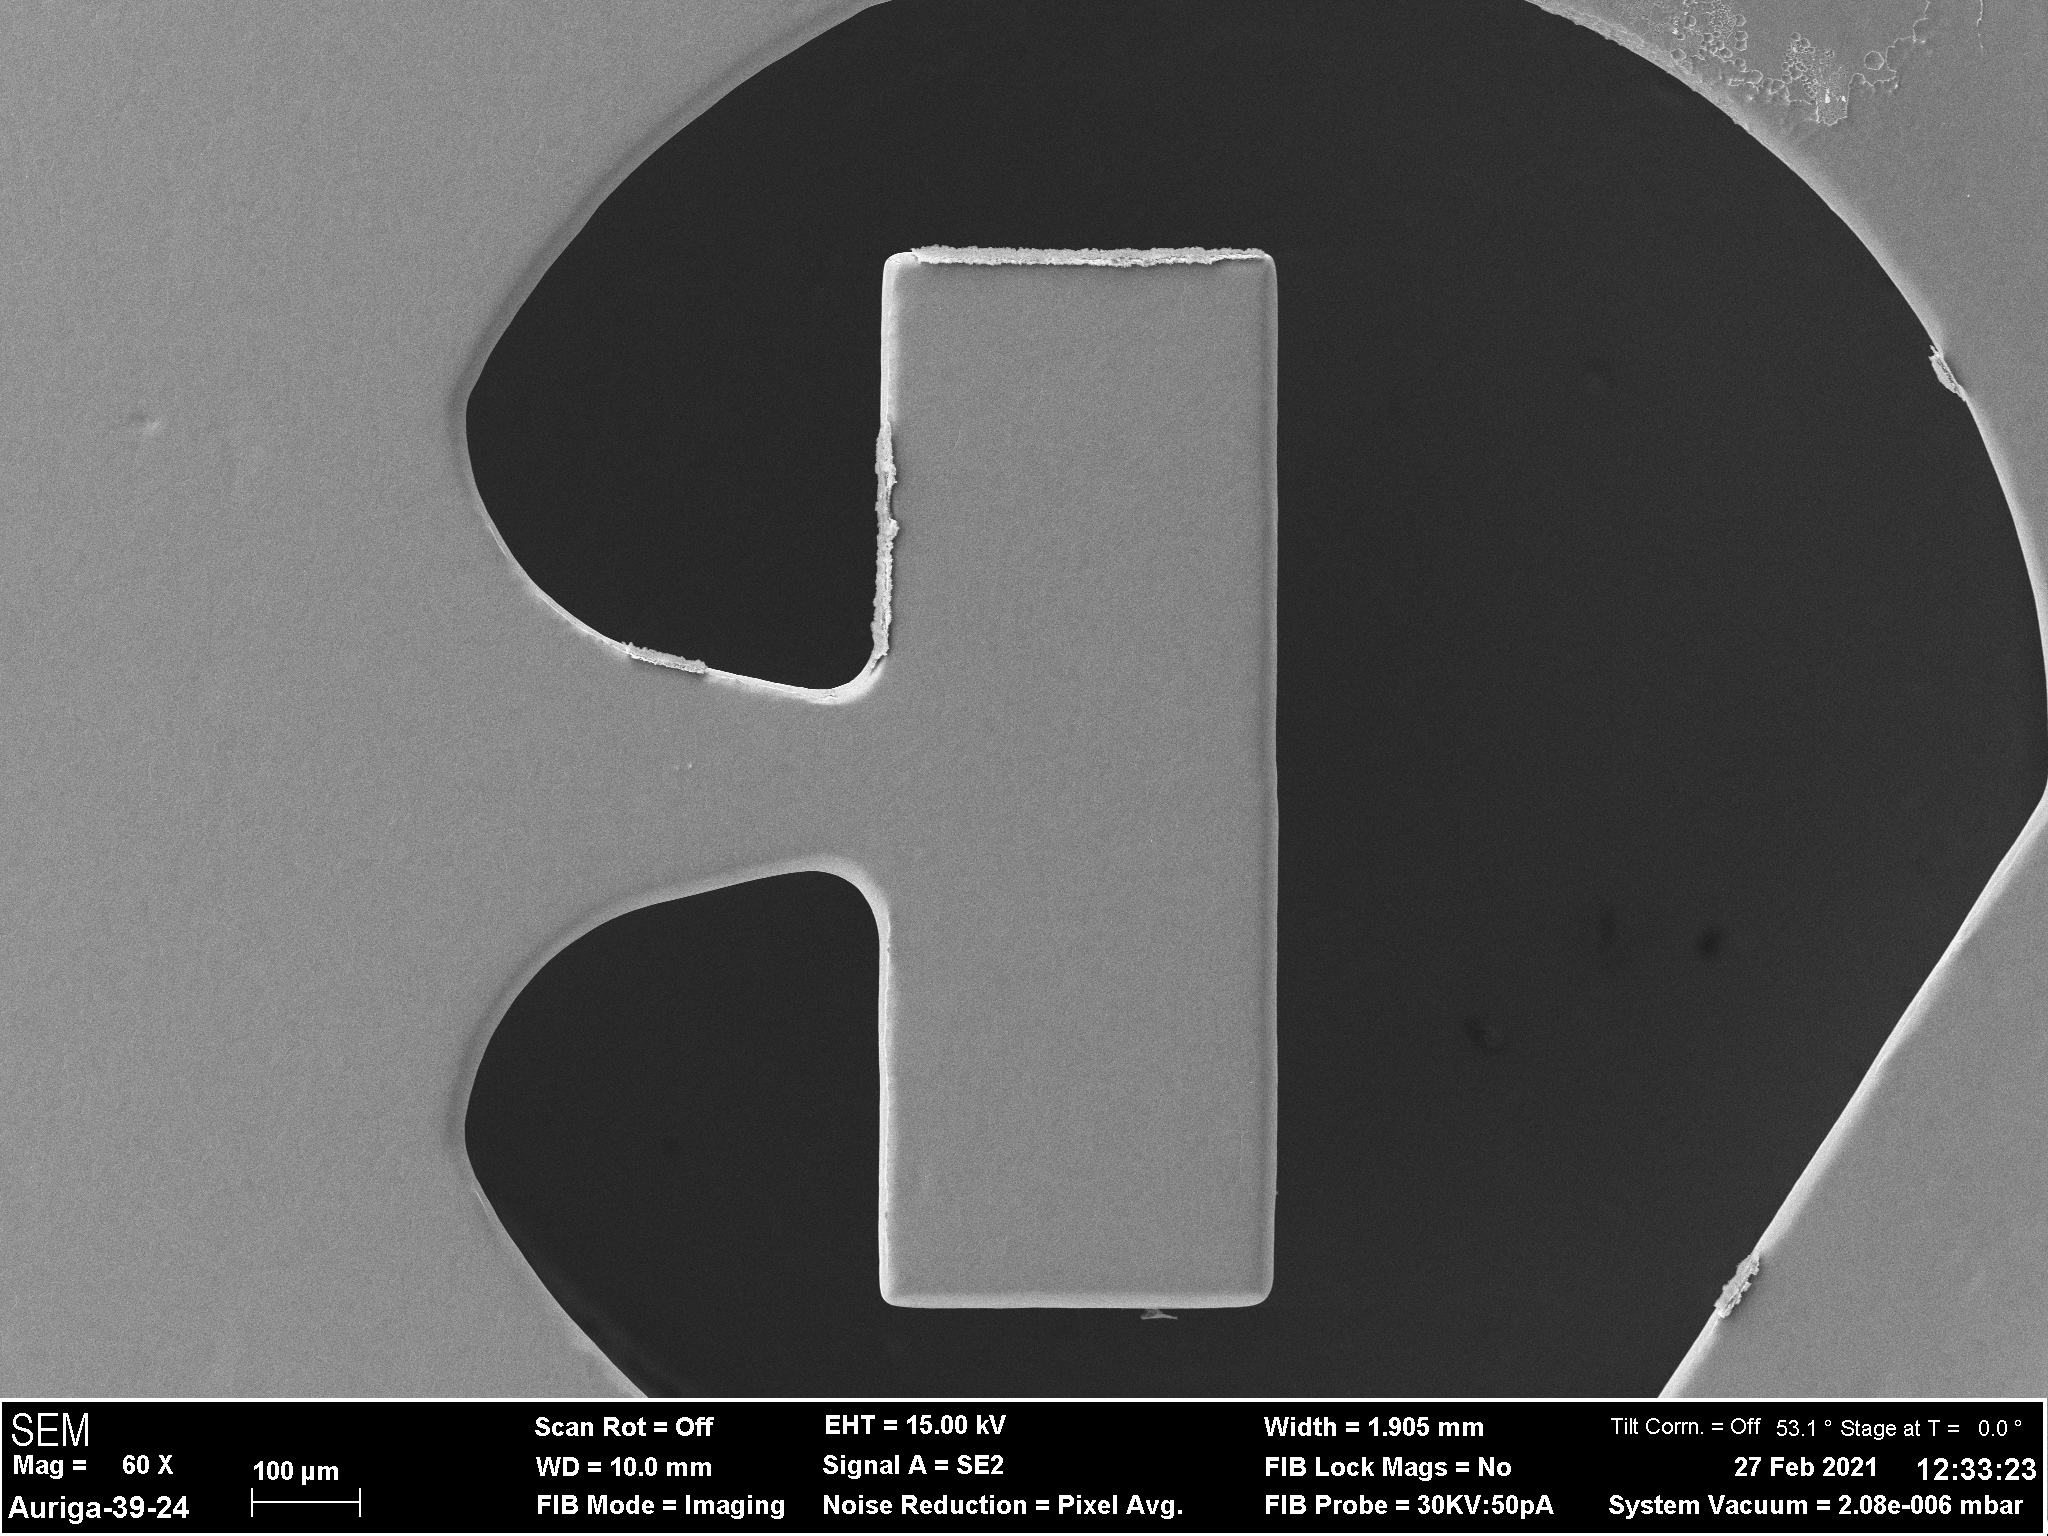 SEM
Mag = 60 X
Auriga-39-24
100 µm
Scan Rot = Off
WD = 10.0 mm
FIB Mode = Imaging
EHT = 15.00 kV
Signal A = SE2
Noise Reduction = Pixel Avg.
Width = 1.905 mm
FIB Lock Mags = No
FIB Probe = 30KV:50pA
Tilt Corrn. = Off 53.1 ° Stage at T = 0.0 °
27 Feb 2021 12:33:23
System Vacuum = 2.08e-006 mbar